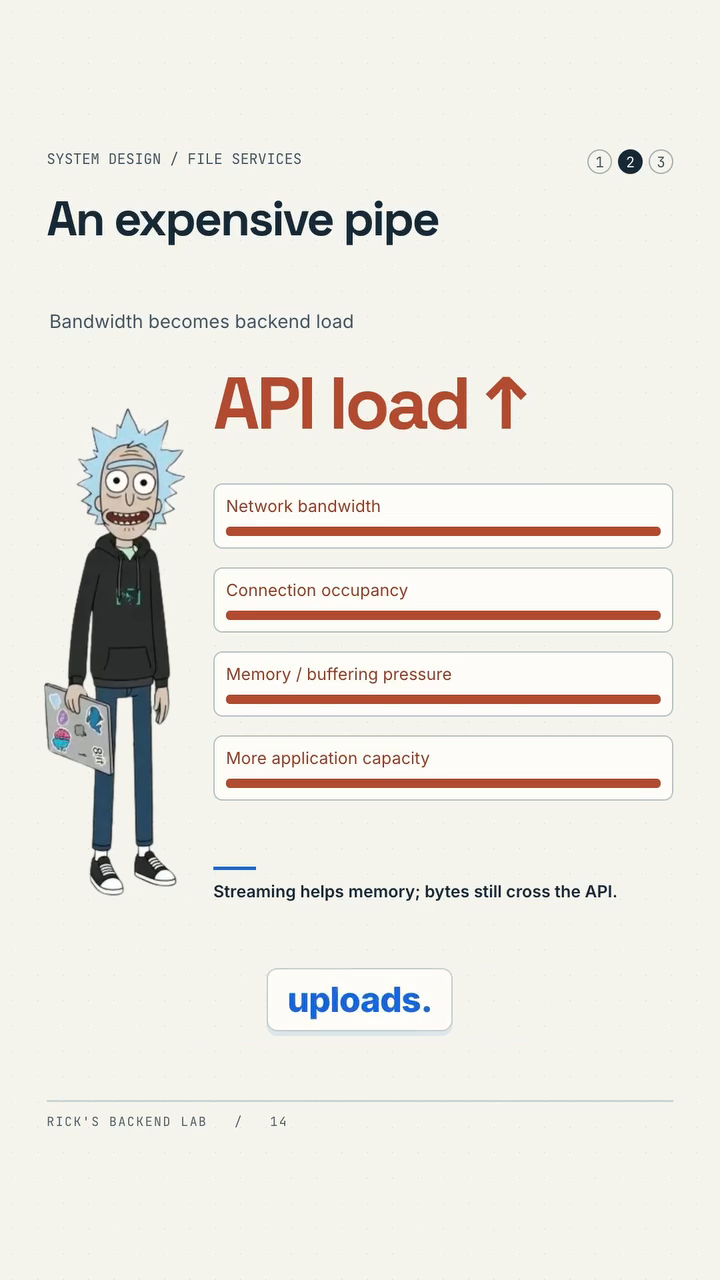 SYSTEM DESIGN / FILE SERVICES
1 2 3
An expensive pipe
Bandwidth becomes backend load
API load ↑
Network bandwidth
Connection occupancy
Memory / buffering pressure
More application capacity
Streaming helps memory; bytes still cross the API.
uploads.
RICK'S BACKEND LAB / 14